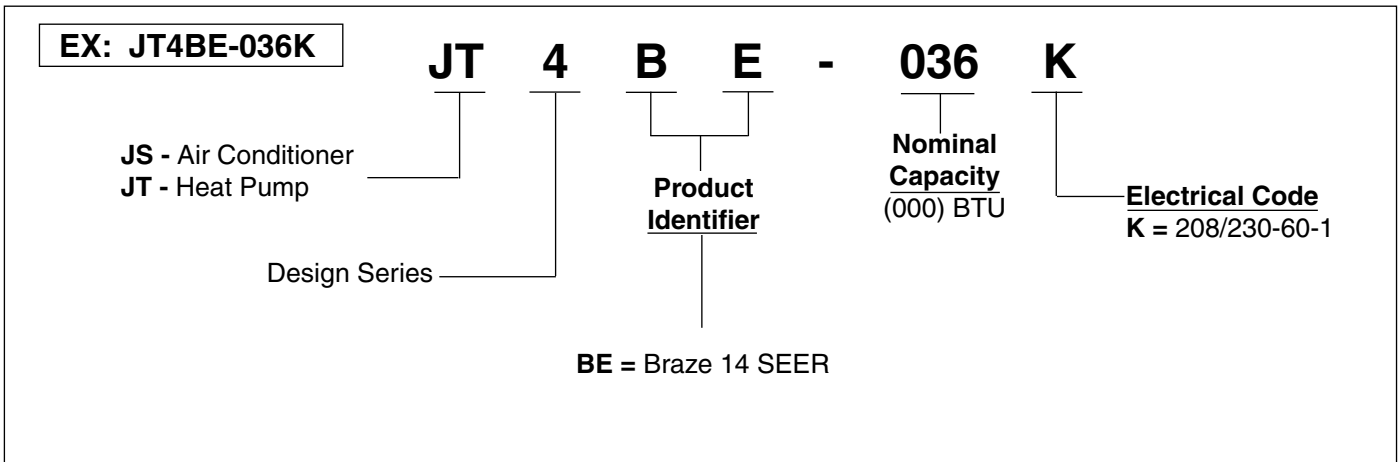 EX: JT4BE-036K
JT 4 B E - 036 K
JS - Air Conditioner
JT - Heat Pump
Design Series
Product
Identifier
BE = Braze 14 SEER
Nominal
Capacity
(000) BTU
Electrical Code
K = 208/230-60-1